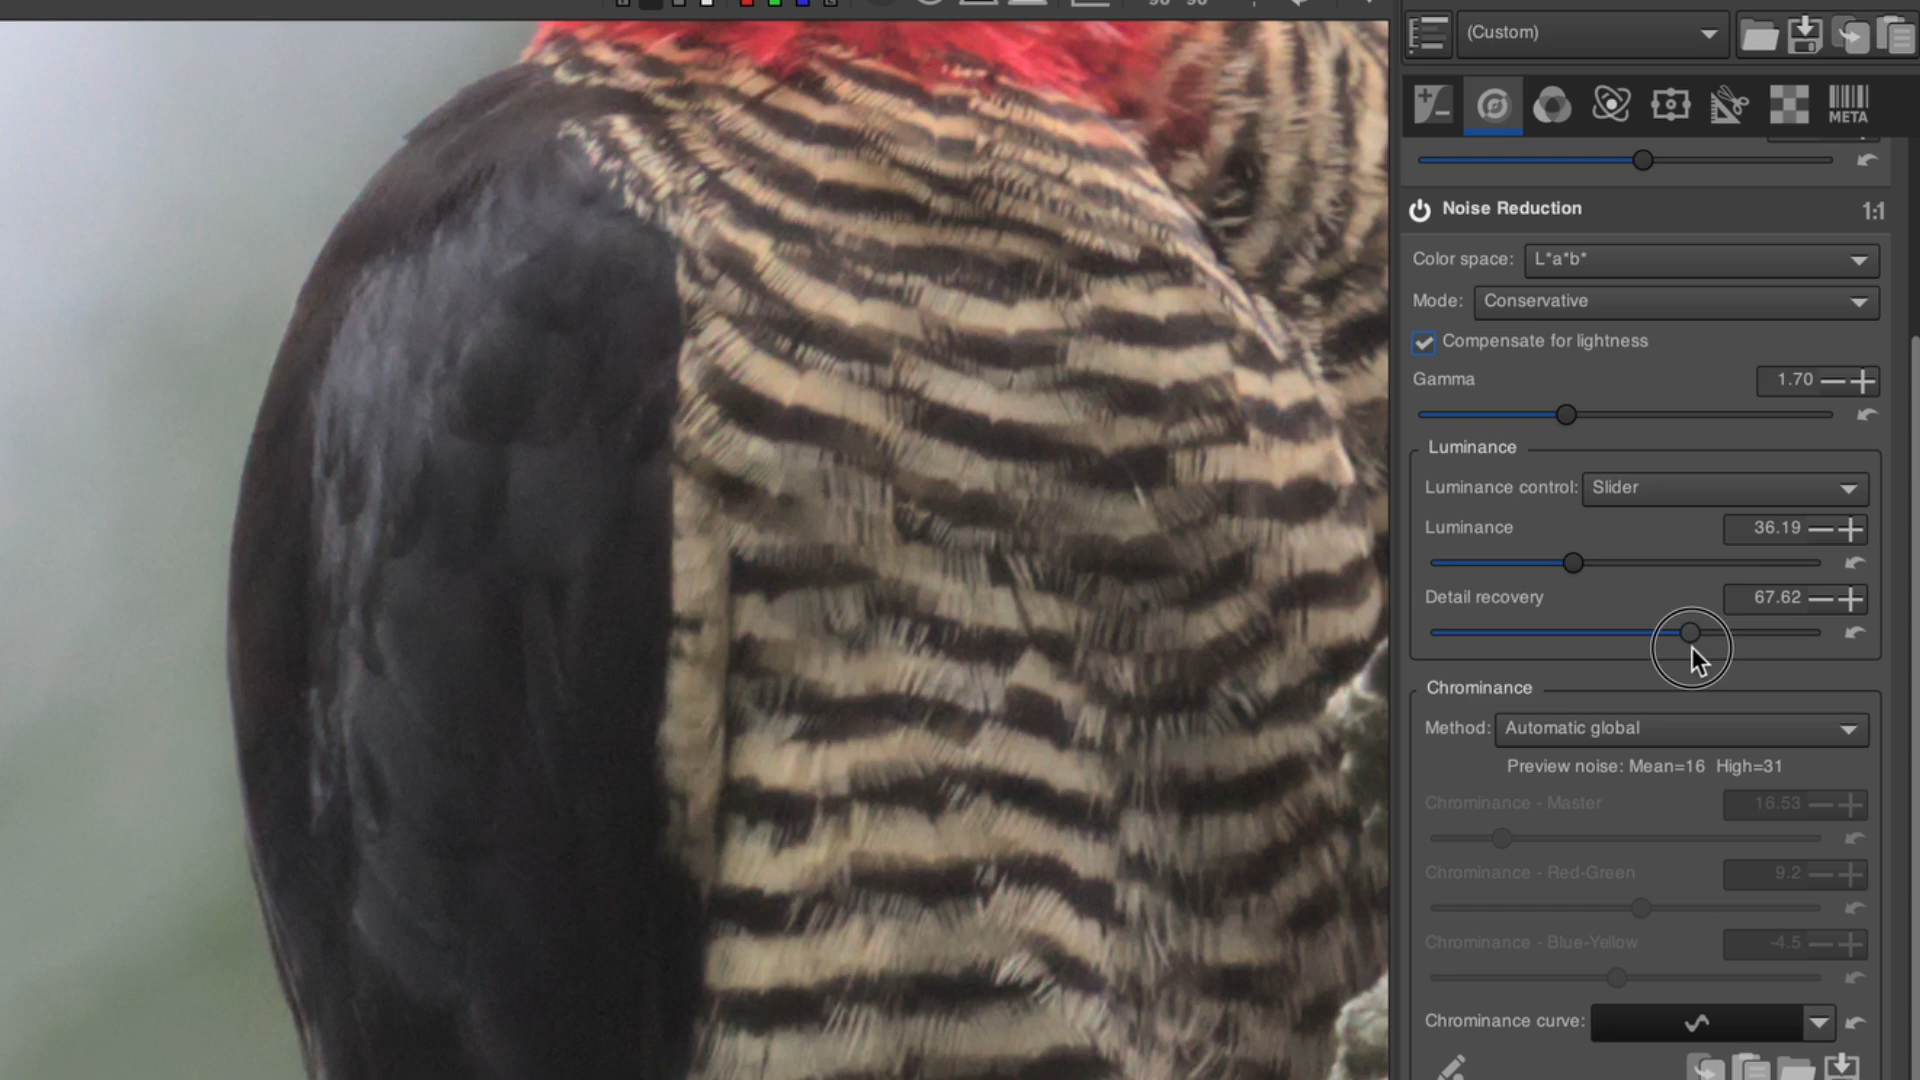 (Custom)
META
Noise Reduction
1:1
Color space: L*a*b*
Mode: Conservative
Compensate for lightness
Gamma 1.70
Luminance
Luminance control: Slider
Luminance 36.19
Detail recovery 67.62
Chrominance
Method: Automatic global
Preview noise: Mean=16 High=31
Chrominance - Master 16.53
Chrominance - Red-Green 9.2
Chrominance - Blue-Yellow -4.5
Chrominance curve: